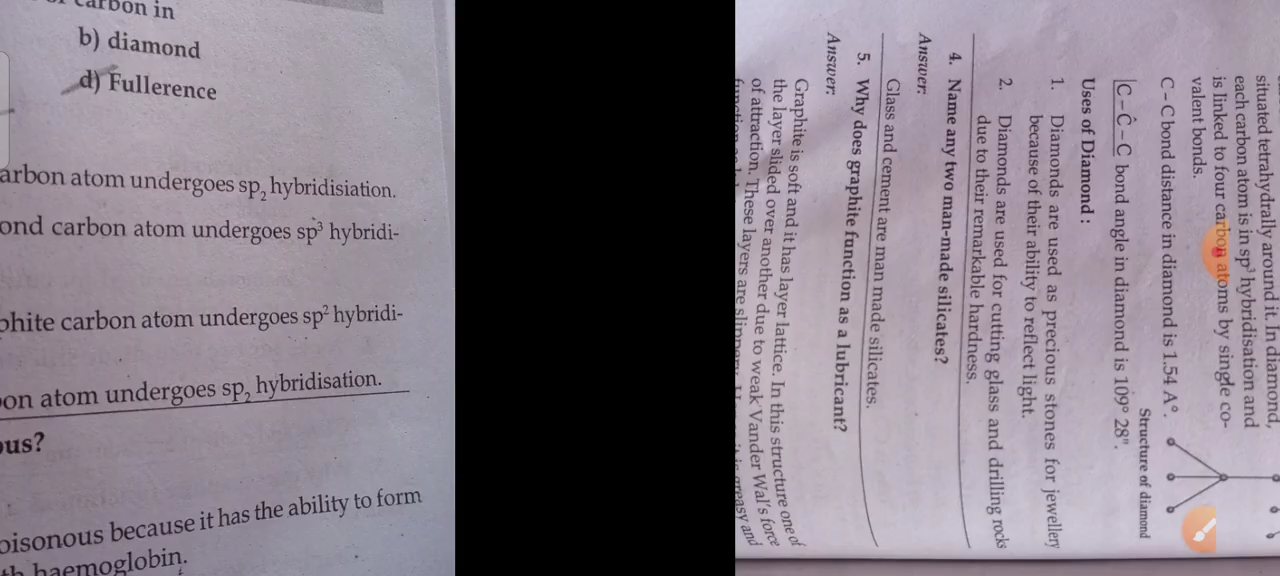 carbon in
b) diamond
d) Fullerence
arbon atom undergoes sp₂ hybridisiation.
ond carbon atom undergoes sp³ hybridi-
phite carbon atom undergoes sp² hybridi-
on atom undergoes sp₂ hybridisation.
ous?
oisonous because it has the ability to form
th haemoglobin.
situated tetrahedrally around it. In diamond,
each carbon atom is in sp³ hybridisation and
is linked to four carbon atoms by single co-
valent bonds.
C – C bond distance in diamond is 1.54 A°.
Structure of diamond
C – Ĉ – C bond angle in diamond is 109° 28".
Uses of Diamond :
1. Diamonds are used as precious stones for jewellery
because of their ability to reflect light.
2. Diamonds are used for cutting glass and drilling rocks
due to their remarkable hardness.
4. Name any two man-made silicates?
Answer:
Glass and cement are man made silicates.
5. Why does graphite function as a lubricant?
Answer:
Graphite is soft and it has layer lattice. In this structure one of
the layer slided over another due to weak Vander Wal's force
of attraction. These layers are slippery. it is greasy and